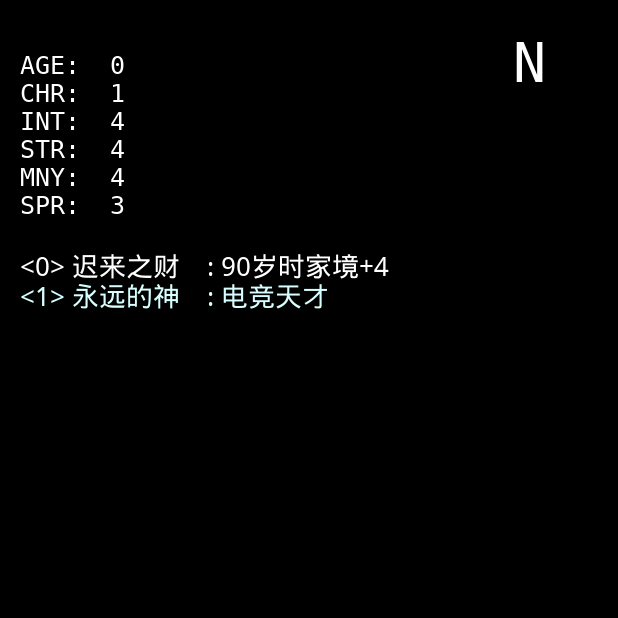 N
AGE: 0
CHR: 1
INT: 4
STR: 4
MNY: 4
SPR: 3
<0> 迟来之财 : 90岁时家境+4
<1> 永远的神 : 电竞天才